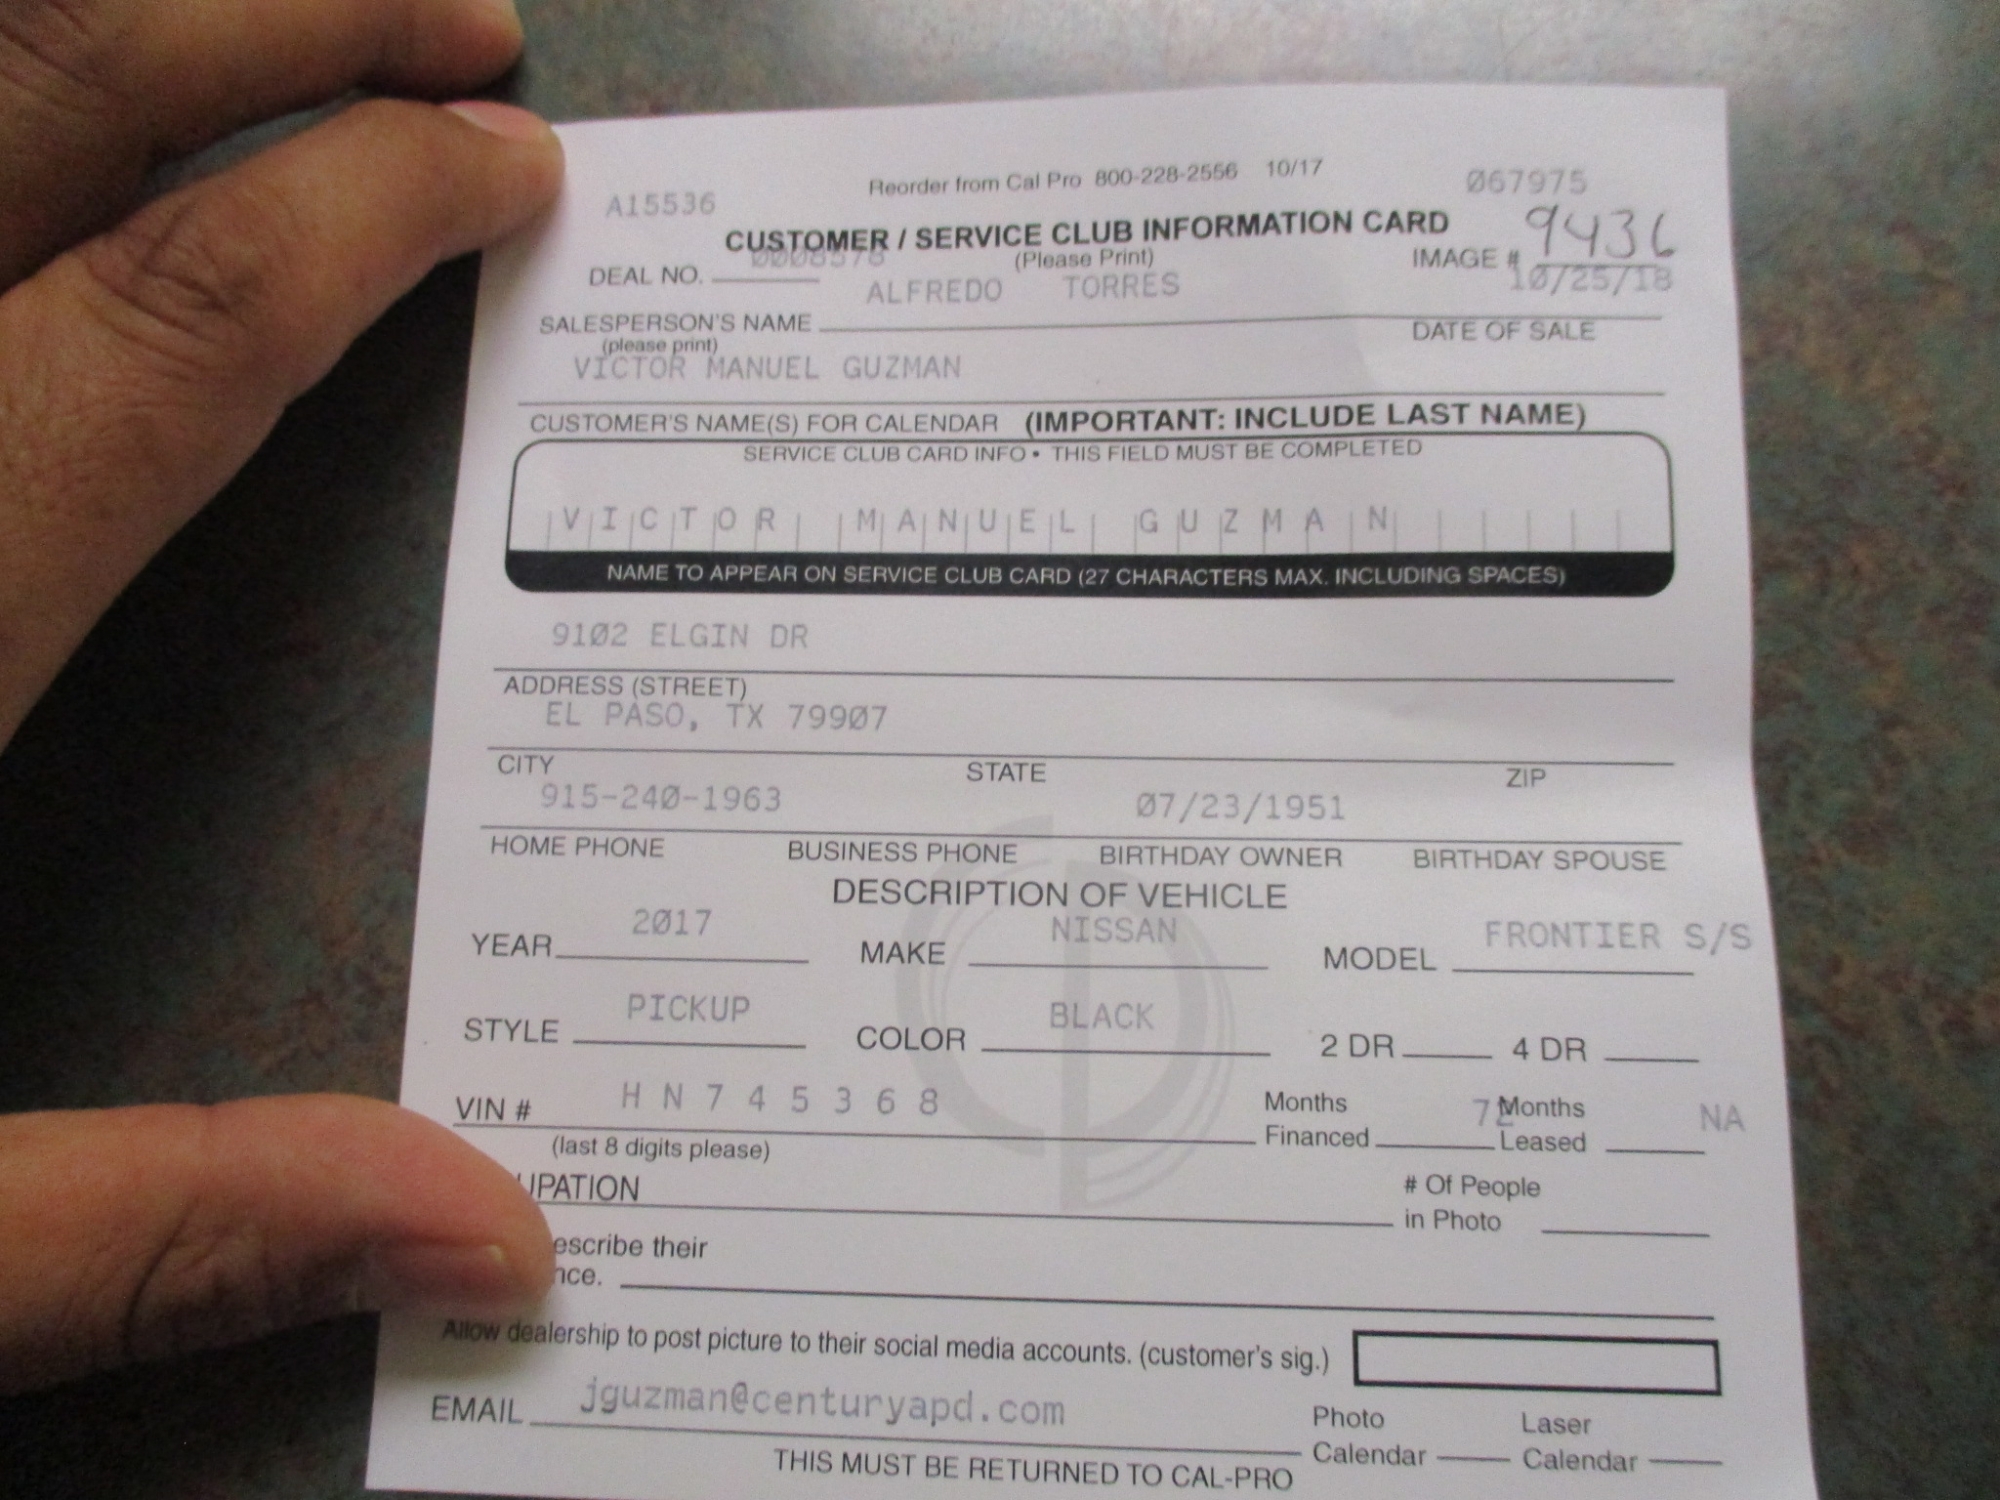 Reorder from Cal Pro 800-228-2556 10/17
A15536 067975
CUSTOMER / SERVICE CLUB INFORMATION CARD
(Please Print)
DEAL NO. 0008578 IMAGE #
ALFREDO TORRES 10/25/18
SALESPERSON'S NAME DATE OF SALE
(please print)
VICTOR MANUEL GUZMAN
CUSTOMER'S NAME(S) FOR CALENDAR (IMPORTANT: INCLUDE LAST NAME)
SERVICE CLUB CARD INFO • THIS FIELD MUST BE COMPLETED
VICTOR MANUEL GUZMAN
NAME TO APPEAR ON SERVICE CLUB CARD (27 CHARACTERS MAX. INCLUDING SPACES)
9102 ELGIN DR
ADDRESS (STREET)
EL PASO, TX 79907
CITY STATE ZIP
915-240-1963 07/23/1951
HOME PHONE BUSINESS PHONE BIRTHDAY OWNER BIRTHDAY SPOUSE
DESCRIPTION OF VEHICLE
YEAR 2017 MAKE NISSAN MODEL FRONTIER S/S
STYLE PICKUP COLOR BLACK 2 DR 4 DR
VIN # HN745368 Months Financed 72 Months Leased NA
(last 8 digits please)
UPATION # Of People in Photo
escribe their
nce.
Allow dealership to post picture to their social media accounts. (customer's sig.)
EMAIL jguzman@centuryapd.com Photo Calendar Laser Calendar
THIS MUST BE RETURNED TO CAL-PRO